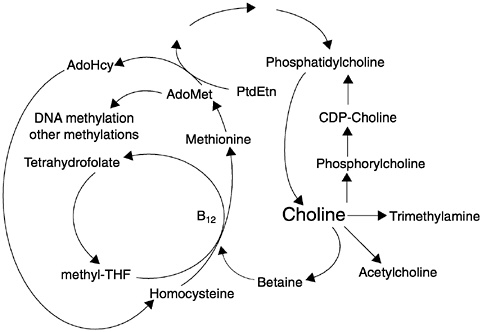 AdoHcy
Phosphatidylcholine
AdoMet
PtdEtn
DNA methylation
other methylations
CDP-Choline
Methionine
Tetrahydrofolate
Phosphorylcholine
B12
Choline
Trimethylamine
methyl-THF
Acetylcholine
Betaine
Homocysteine